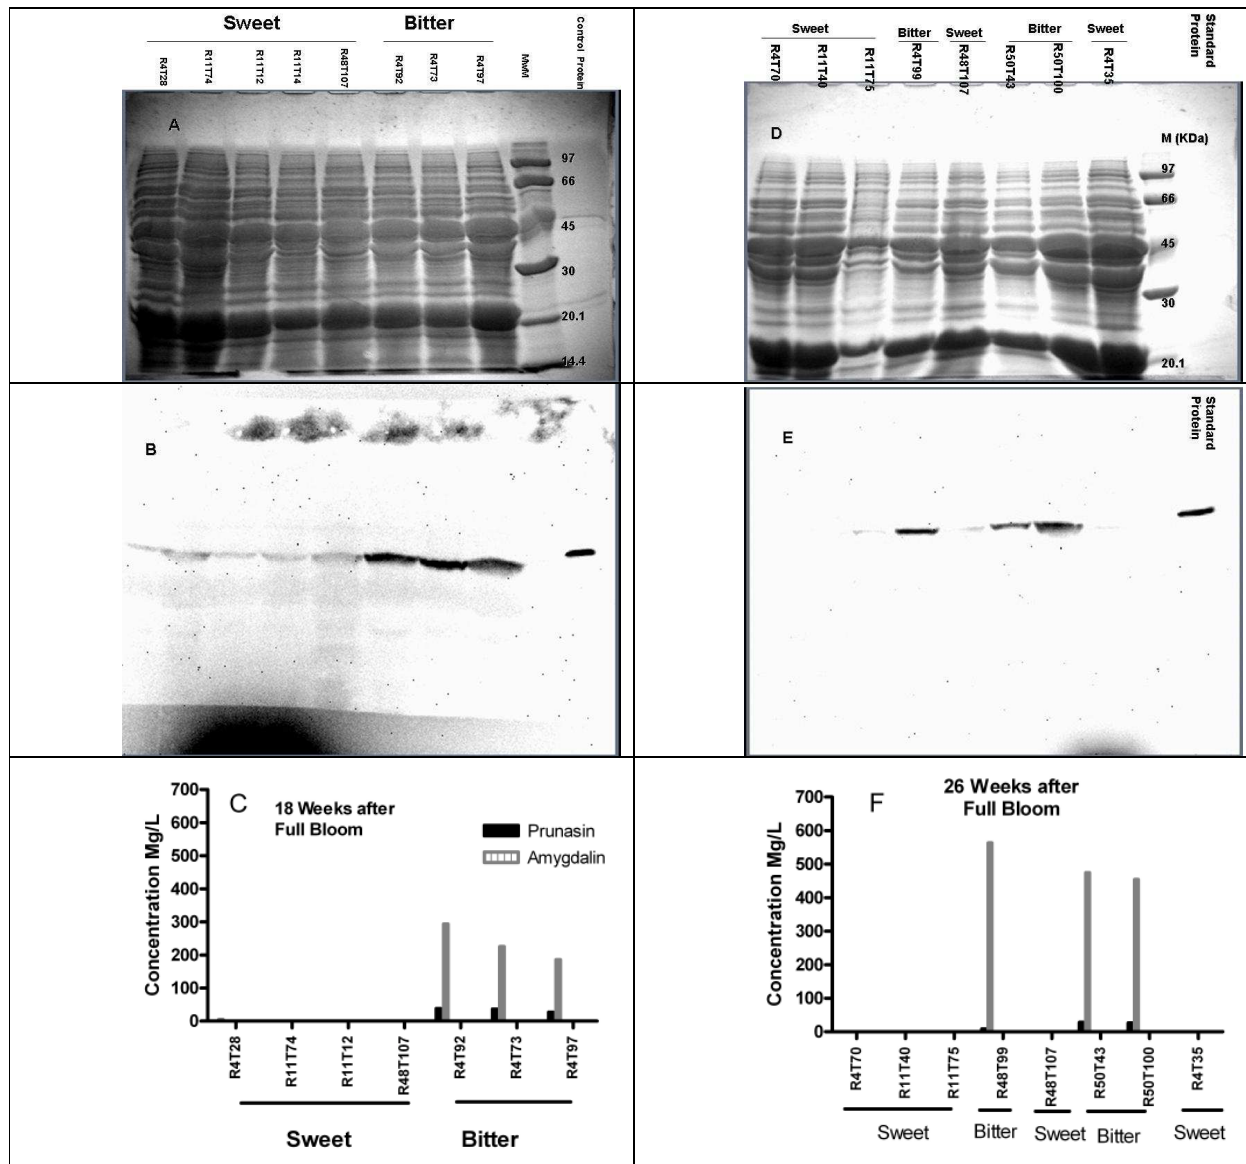 Sweet
Bitter
R4T28
R11T74
R11T12
R11T14
R48T107
R4T92
R4T73
R4T97
MwM
Control Protein
A
97
66
45
30
20.1
14.4
Sweet
Bitter
Sweet
Bitter
Sweet
R4T70
R11T40
R11T75
R4T99
R48T107
R50T43
R50T100
R4T35
Standard
Protein
D
M (KDa)
97
66
45
30
20.1
B
E
Standard
Protein
C
18 Weeks after
Full Bloom
Prunasin
Amygdalin
Concentration Mg/L
700
600
500
400
300
200
100
0
R4T28
R11T74
R11T12
R48T107
R4T92
R4T73
R4T97
Sweet
Bitter
F
26 Weeks after
Full Bloom
Concentration Mg/L
700
600
500
400
300
200
100
0
R4T70
R11T40
R11T75
R48T99
R48T107
R50T43
R50T100
R4T35
Sweet
Bitter
Sweet
Bitter
Sweet